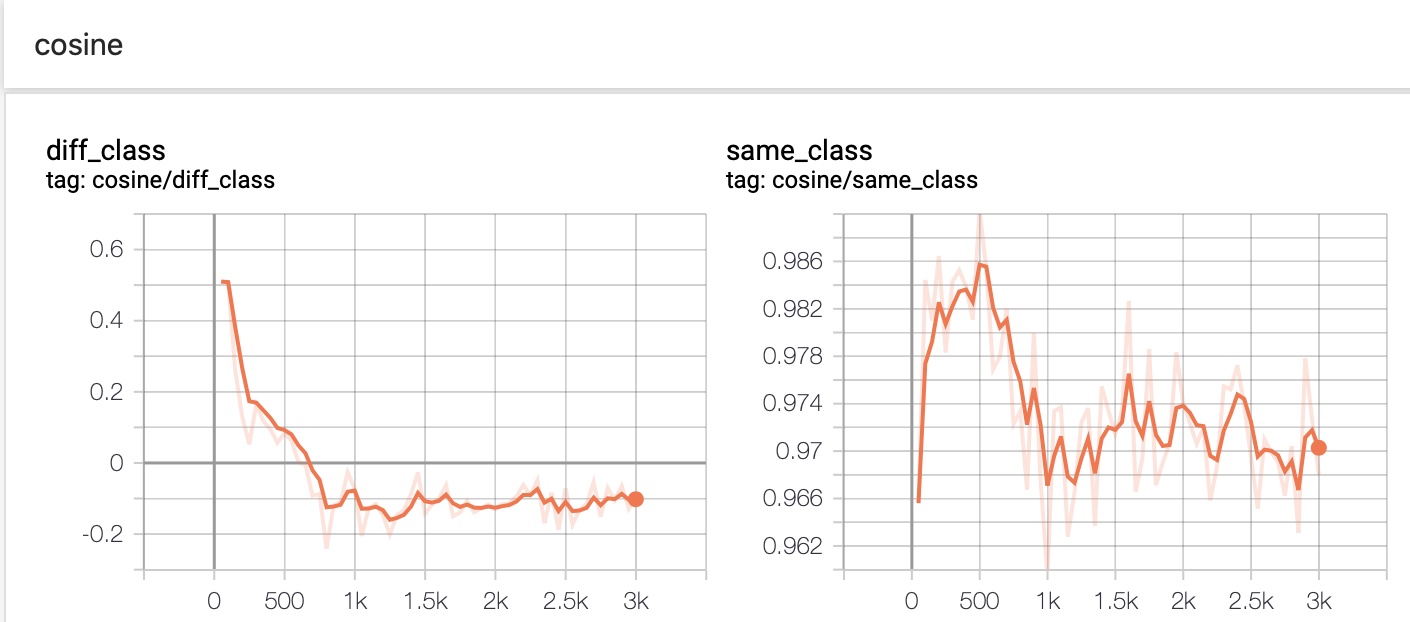 cosine
diff_class
tag: cosine/diff_class
0.6
0.4
0.2
0
-0.2
0 500 1k 1.5k 2k 2.5k 3k
same_class
tag: cosine/same_class
0.986
0.982
0.978
0.974
0.97
0.966
0.962
0 500 1k 1.5k 2k 2.5k 3k